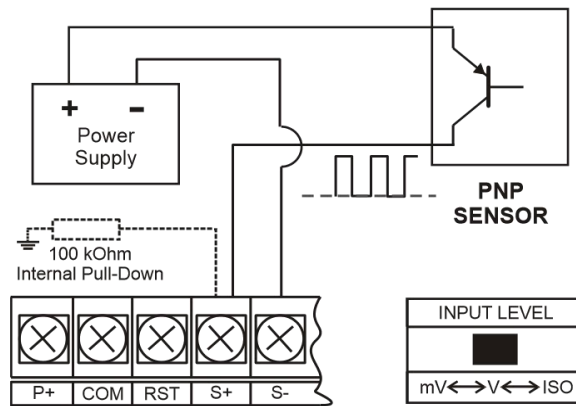 + -
Power
Supply
PNP
SENSOR
100 kOhm
Internal Pull-Down
INPUT LEVEL
mV<->V<->ISO
P+ COM RST S+ S-